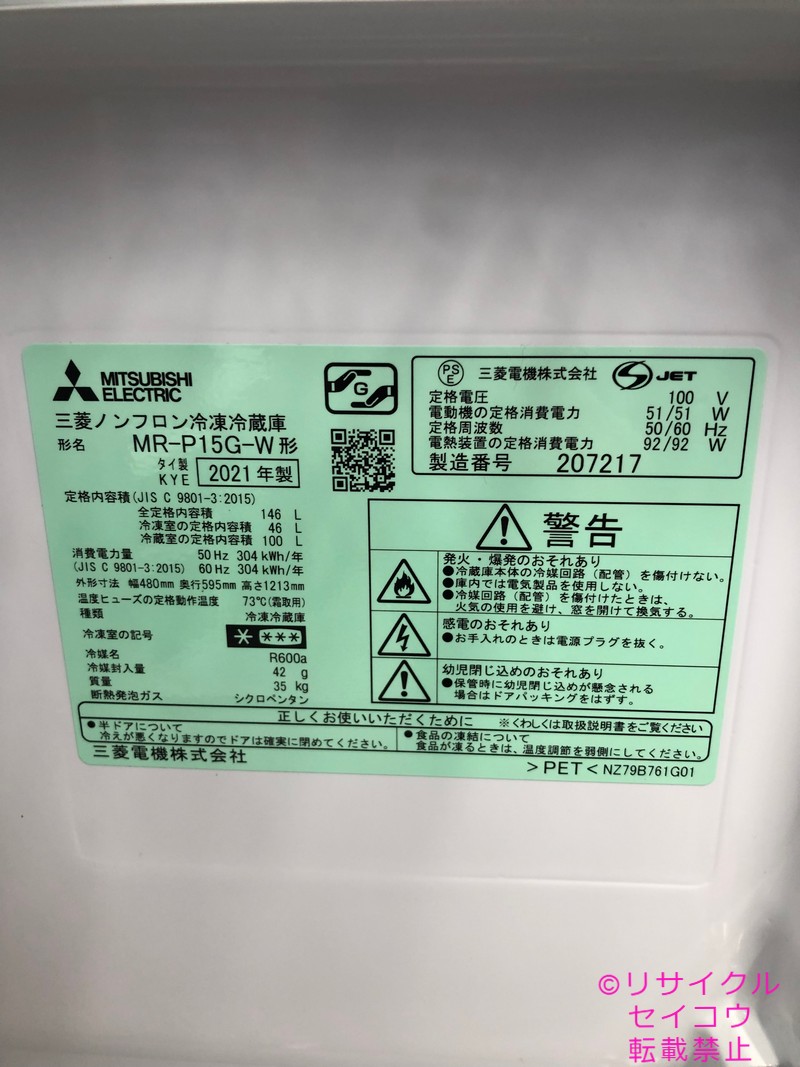 MITSUBISHI
ELECTRIC
G
三菱ノンフロン冷凍冷蔵庫
形名 MR-P15G-W形
タイ製
KYE 2021年製
定格内容積(JIS C 9801-3:2015)
全定格内容積 146 L
冷凍室の定格内容積 46 L
冷蔵室の定格内容積 100 L
消費電力量 50Hz 304kWh/年
(JIS C 9801-3:2015) 60Hz 304kWh/年
外形寸法 幅480mm 奥行595mm 高さ1213mm
温度ヒューズの定格動作温度 73℃(霜取用)
種類 冷凍冷蔵庫
冷凍室の記号
冷媒名 R600a
冷媒封入量 42 g
質量 35 kg
断熱発泡ガス シクロペンタン
PS
E 三菱電機株式会社 JET
定格電圧 100 V
電動機の定格消費電力 51/51 W
定格周波数 50/60 Hz
電熱装置の定格消費電力 92/92 W
製造番号 207217
警告
発火・爆発のおそれあり
●冷蔵庫本体の冷媒回路(配管)を傷付けない。
●庫内では電気製品を使用しない。
●冷媒回路(配管)を傷付けたときは、
火気の使用を避け、窓を開けて換気する。
感電のおそれあり
●お手入れのときは電源プラグを抜く。
幼児閉じ込めのおそれあり
●保管時に幼児閉じ込めが懸念される
場合はドアパッキングをはずす。
正しくお使いいただくために ※くわしくは取扱説明書をご覧ください
●半ドアについて
冷えが悪くなりますのでドアは確実に閉めてください。
●食品の凍結について
食品が凍るときは、温度調節を弱側にしてください。
三菱電機株式会社
>PET< NZ79B761G01
©リサイクル
セイコウ
転載禁止